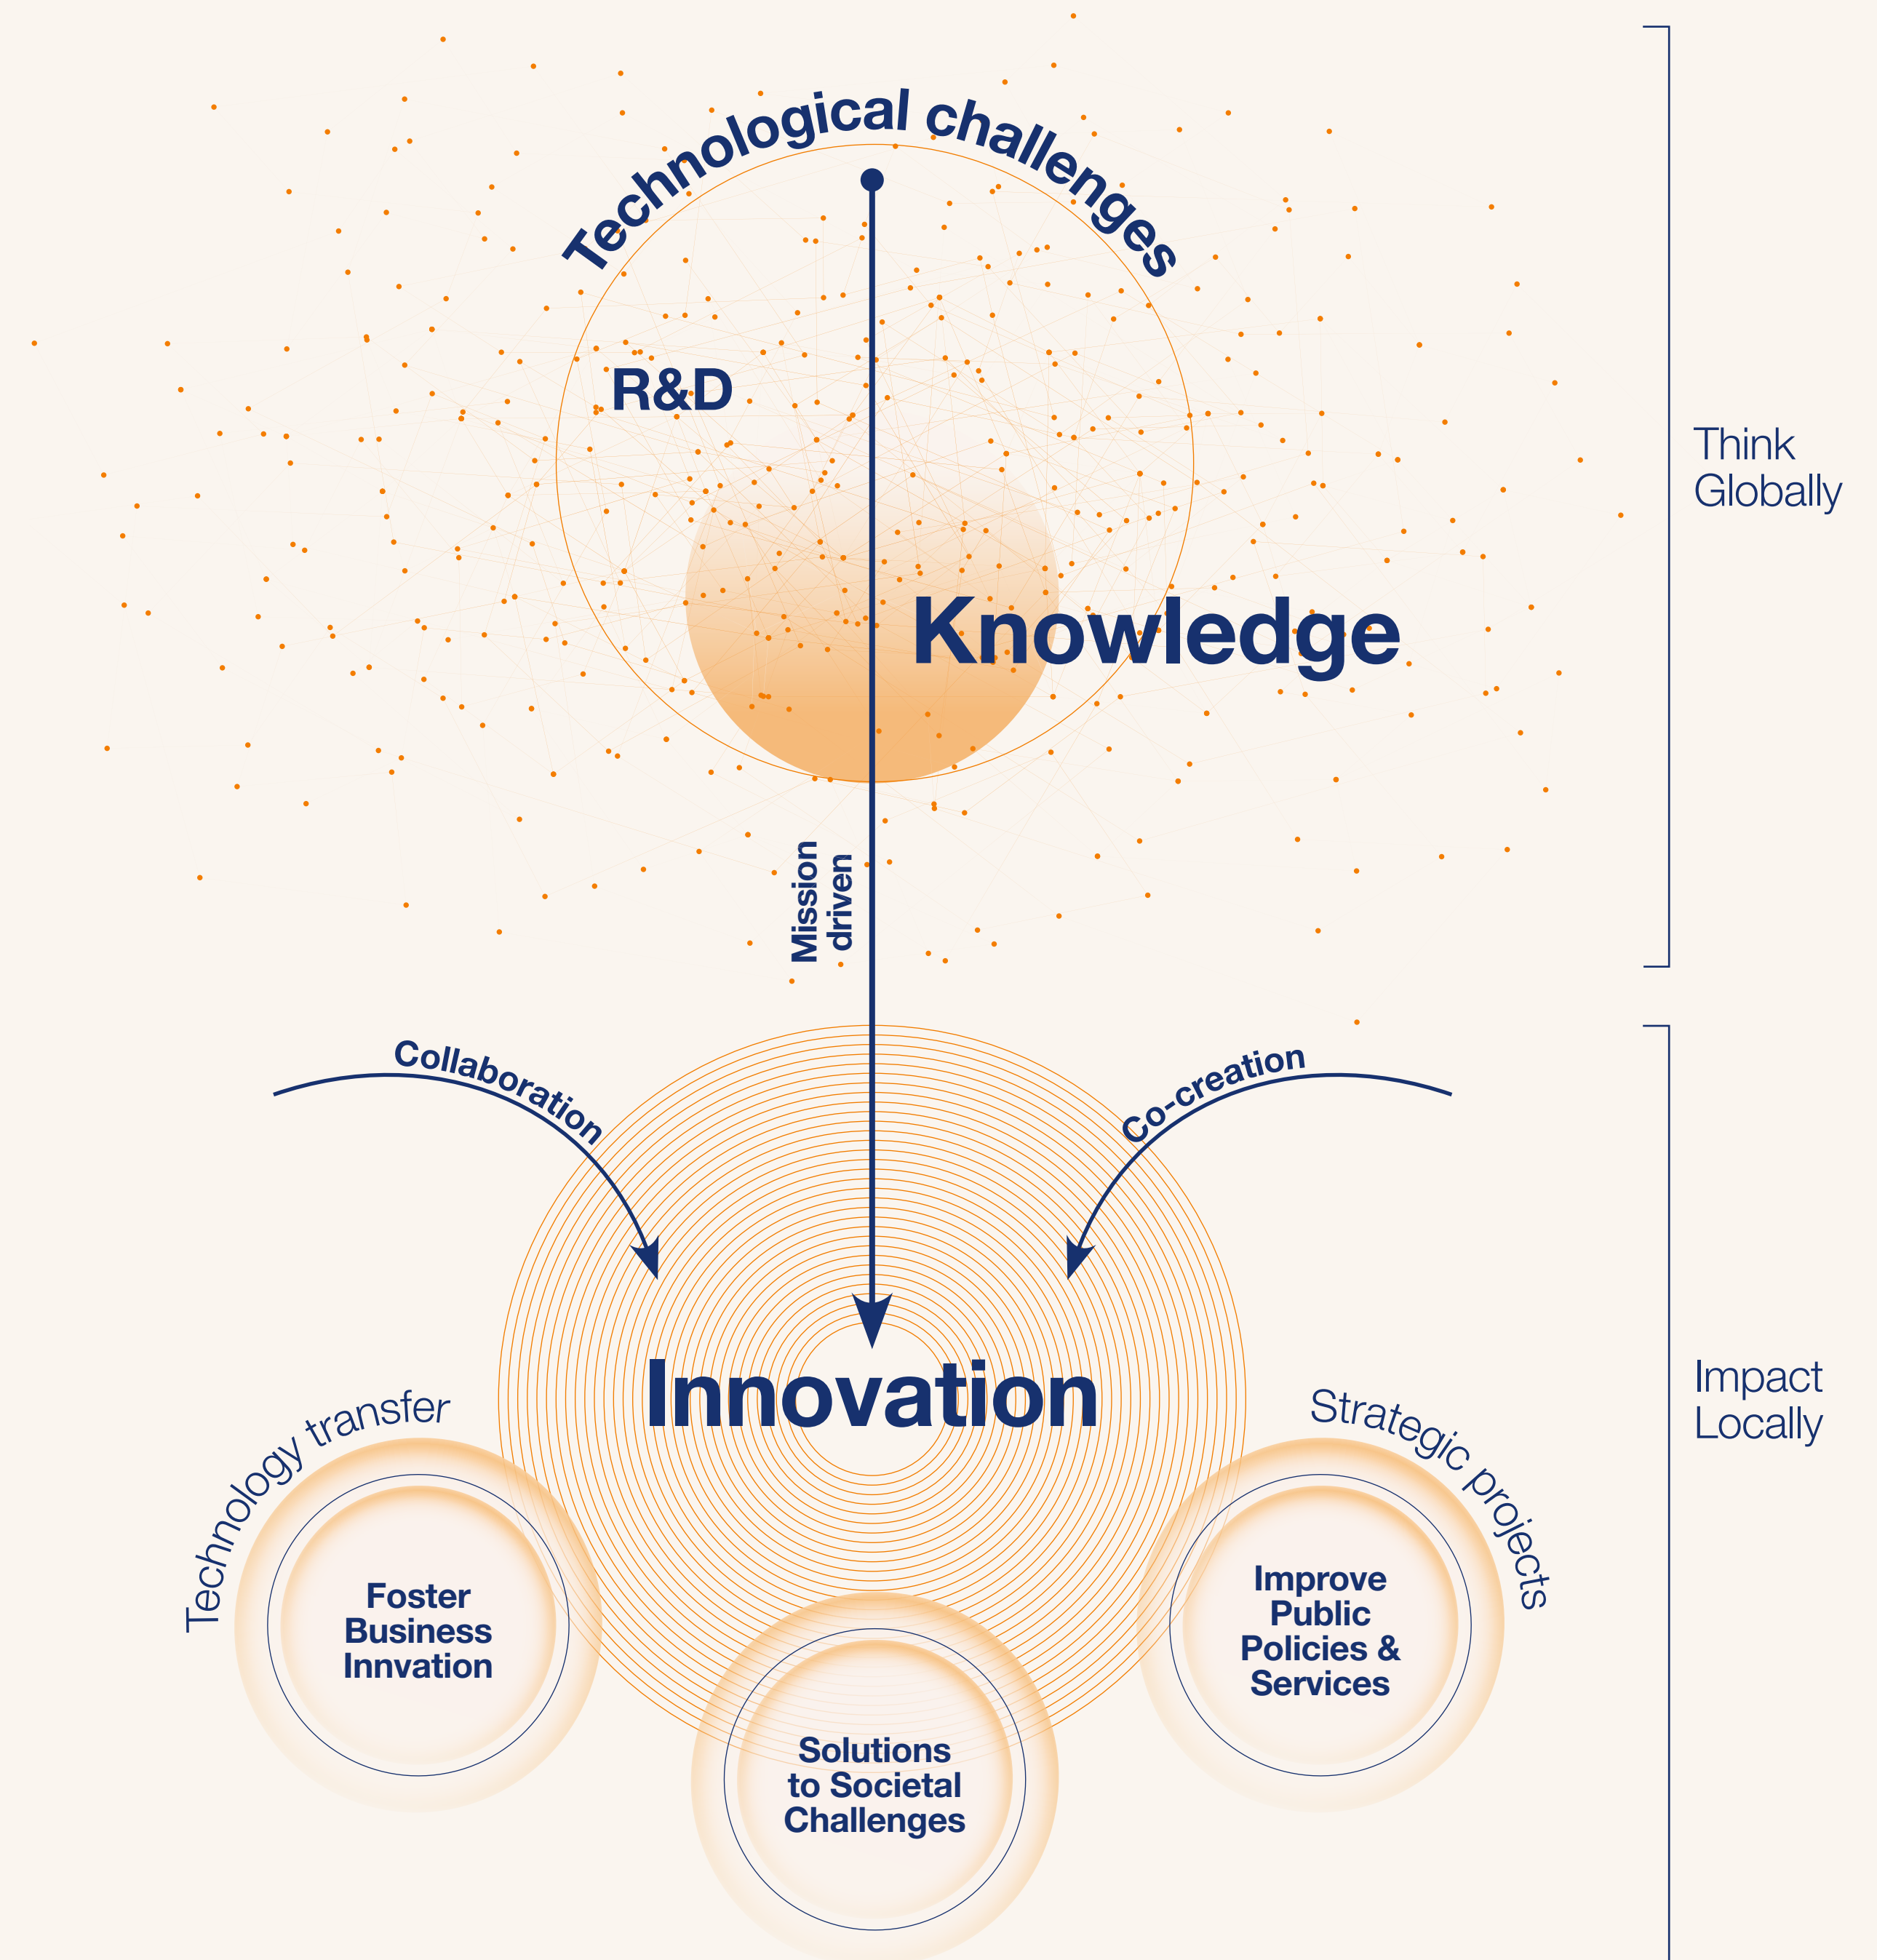 Technological challenges
R&D
Think
Globally
Knowledge
Mission
driven
Collaboration
Co-creation
Innovation
Impact
Locally
Technology transfer
Strategic projects
Foster
Business
Innvation
Improve
Public
Policies &
Services
Solutions
to Societal
Challenges